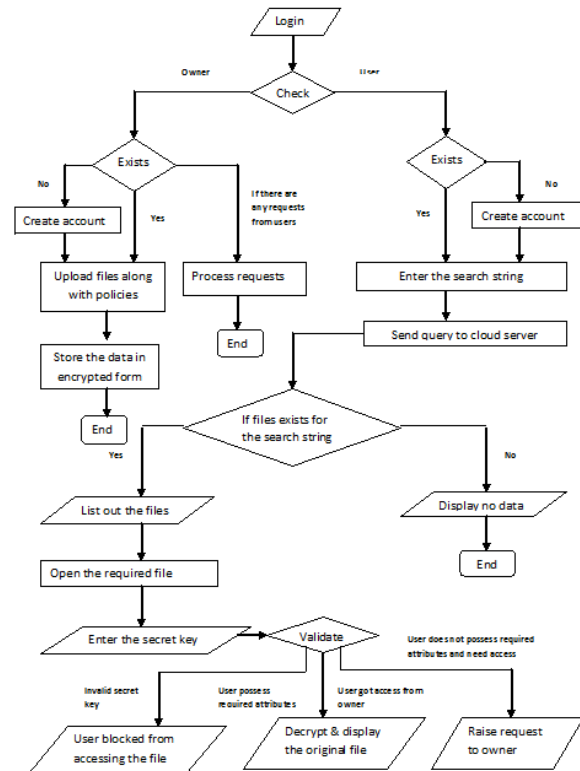 Login
Owner
User
Check
Exists
Exists
No
Yes
If there are
any requests
from users
Yes
No
Create account
Create account
Upload files along
with policies
Process requests
Enter the search string
End
Send query to cloud server
Store the data in
encrypted form
End
If files exists for
the search string
Yes
No
List out the files
Display no data
End
Open the required file
Enter the secret key
Validate
User does not possess required
attributes and need access
Invalid secret
key
User possess
required attributes
User got access from
owner
User blocked from
accessing the file
Decrypt & display
the original file
Raise request
to owner